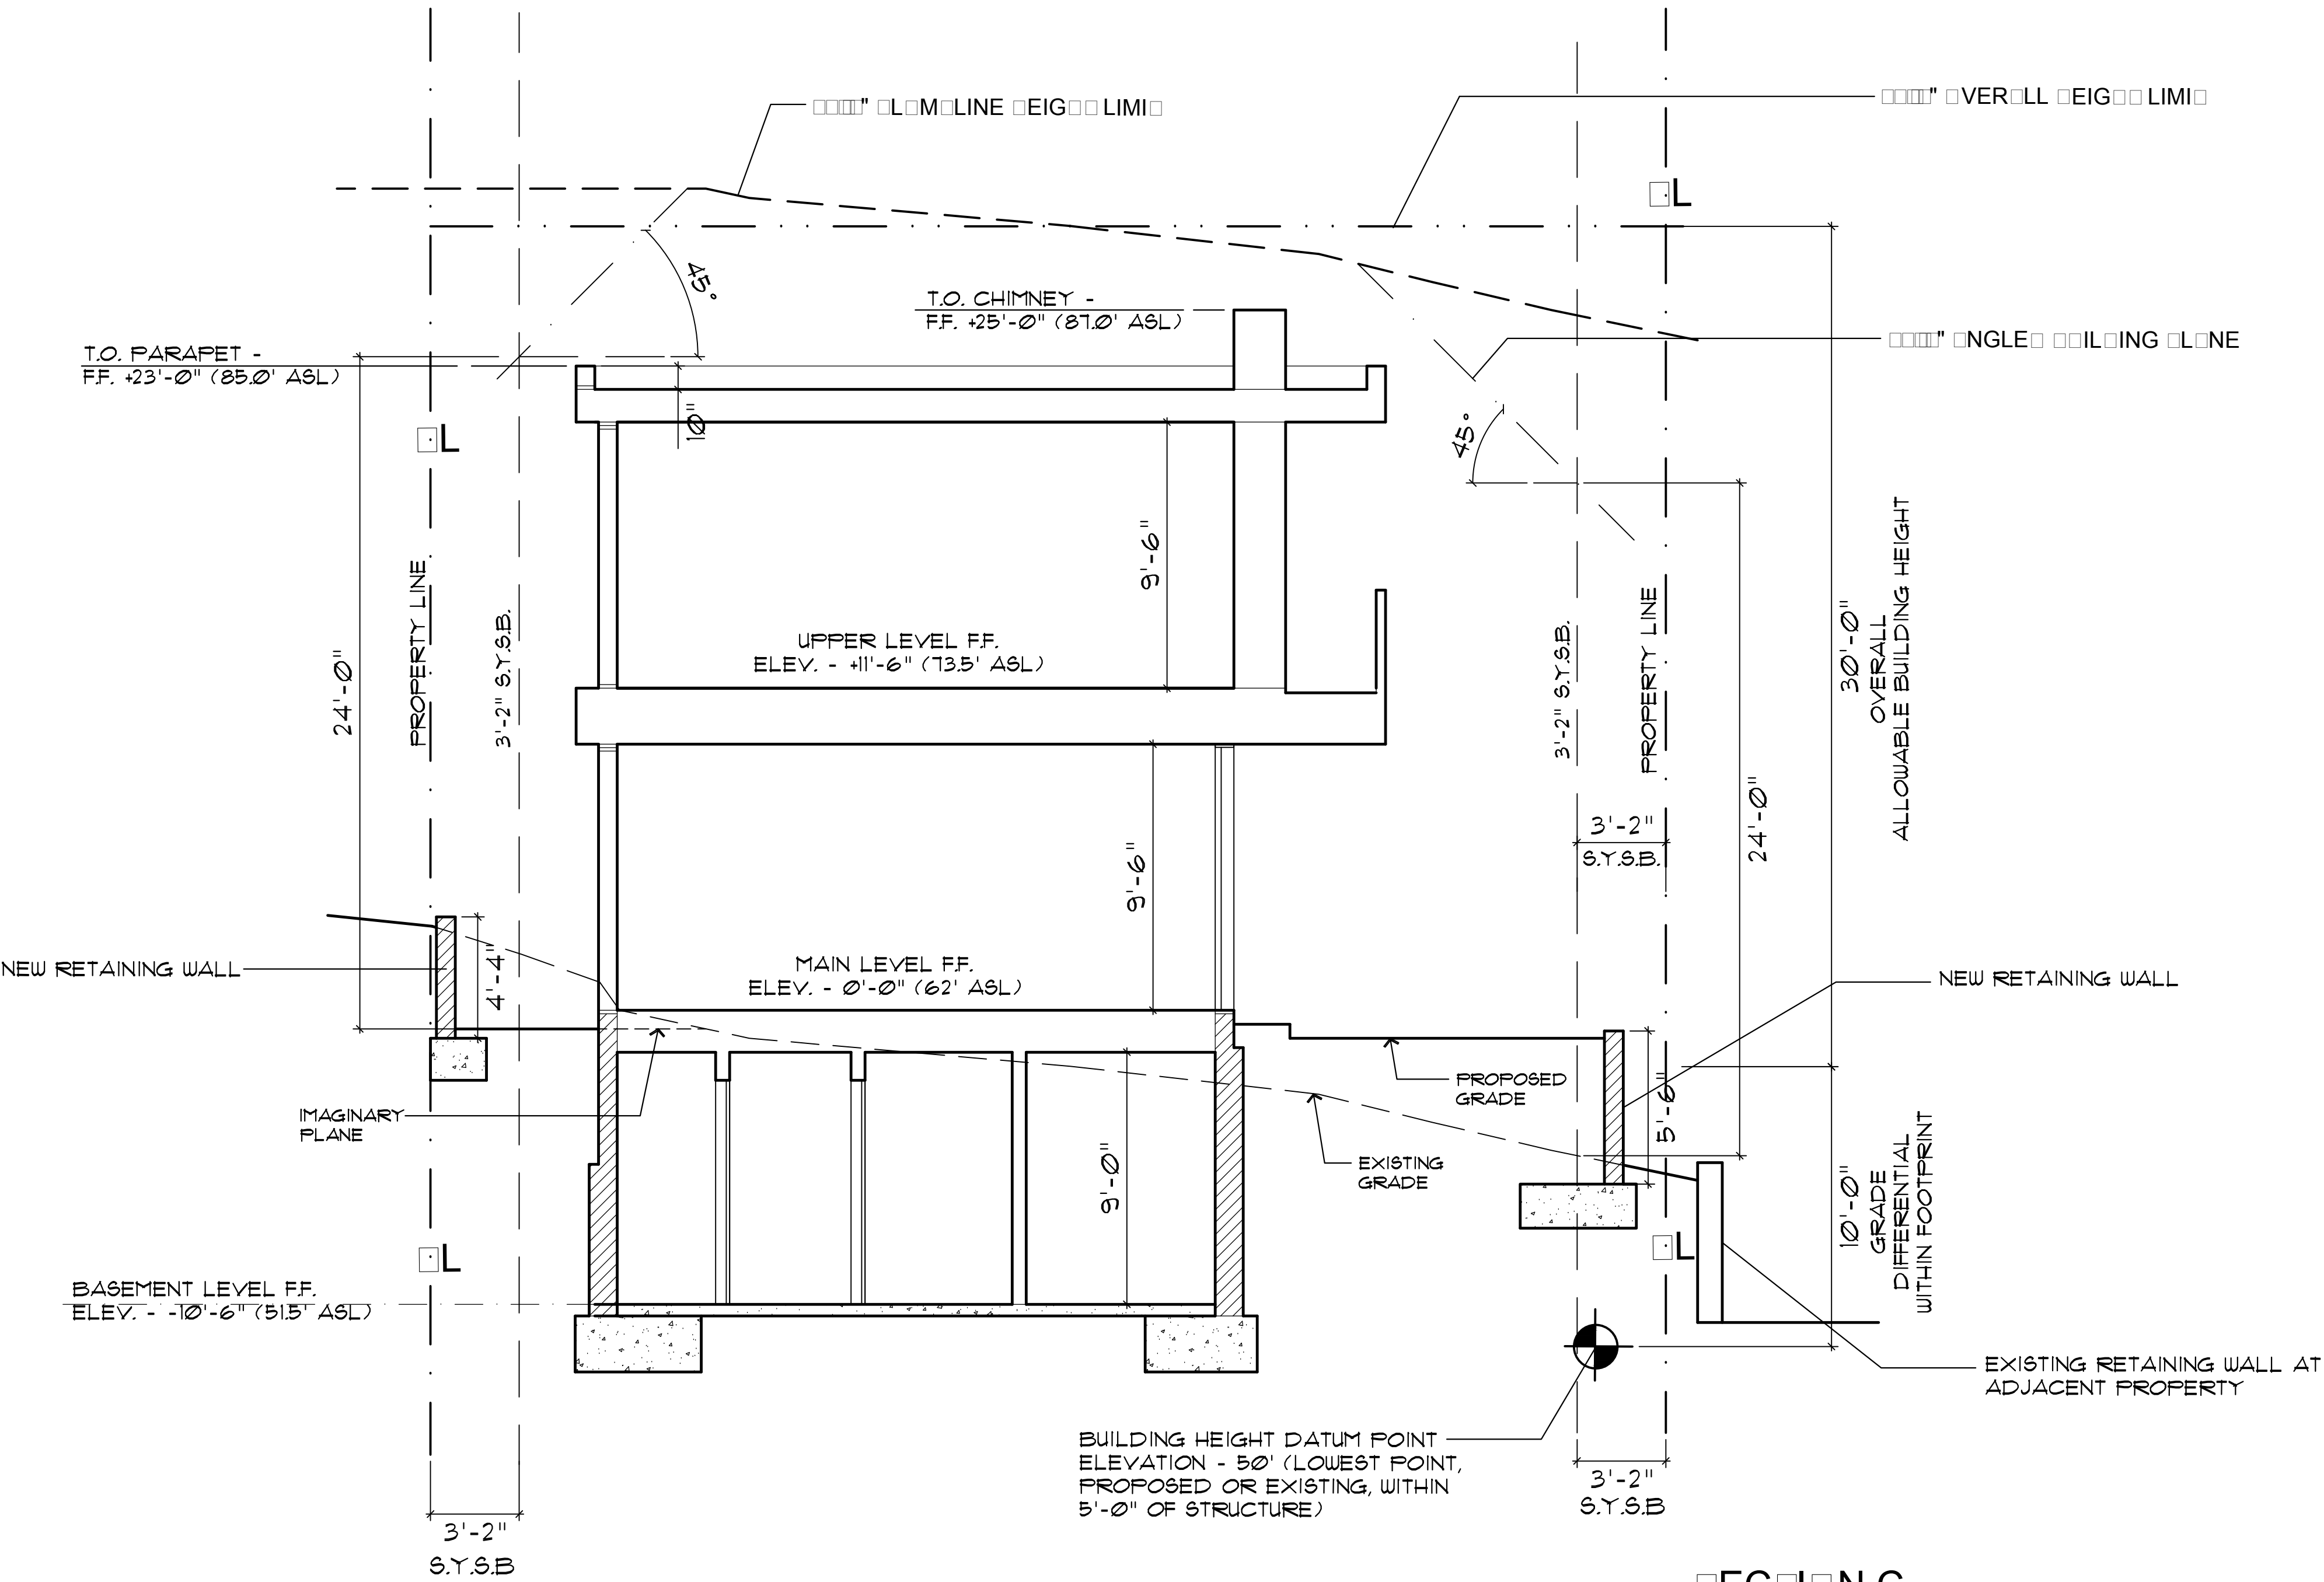 LIMI
LIMI
T.O. CHIMNEY -
F.F. +25'-0" (87.0' ASL)
45°
T.O. PARAPET -
F.F. +23'-0" (85.0' ASL)
10"
45°
9'-6"
24'-0"
PROPERTY LINE
3'-2" S.Y.S.B.
UPPER LEVEL F.F.
ELEV. - +11'-6" (73.5' ASL)
3'-2" S.Y.S.B.
PROPERTY LINE
30'-0"
OVERALL
ALLOWABLE BUILDING HEIGHT
24'-0"
3'-2"
S.Y.S.B.
9'-6"
NEW RETAINING WALL
4'-4"
MAIN LEVEL F.F.
ELEV. - 0'-0" (62' ASL)
NEW RETAINING WALL
PROPOSED
GRADE
5'-6"
IMAGINARY
PLANE
EXISTING
GRADE
9'-0"
10'-0"
GRADE
DIFFERENTIAL
WITHIN FOOTPRINT
BASEMENT LEVEL F.F.
ELEV. - -10'-6" (51.5' ASL)
EXISTING RETAINING WALL AT
ADJACENT PROPERTY
BUILDING HEIGHT DATUM POINT
ELEVATION - 50' (LOWEST POINT,
PROPOSED OR EXISTING, WITHIN
5'-0" OF STRUCTURE)
3'-2"
S.Y.S.B
3'-2"
S.Y.S.B